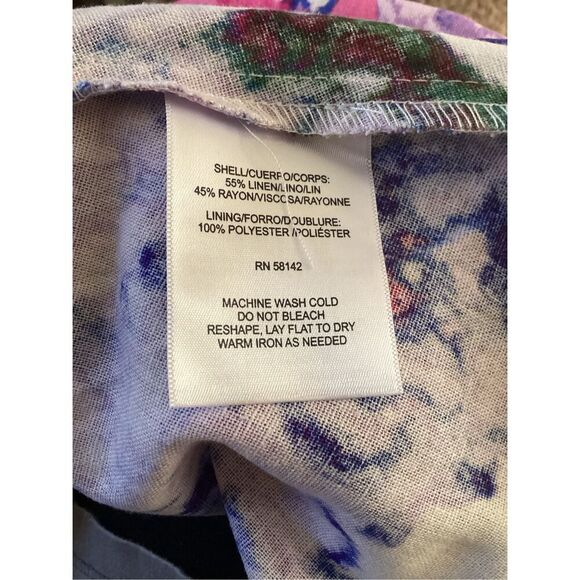 SHELL/CUERPO/CORPS:
55% LINEN/LINO/LIN
45% RAYON/VISCOSA/RAYONNE
LINING/FORRO/DOUBLURE:
100% POLYESTER /POLIÉSTER
RN 58142
MACHINE WASH COLD
DO NOT BLEACH
RESHAPE, LAY FLAT TO DRY
WARM IRON AS NEEDED